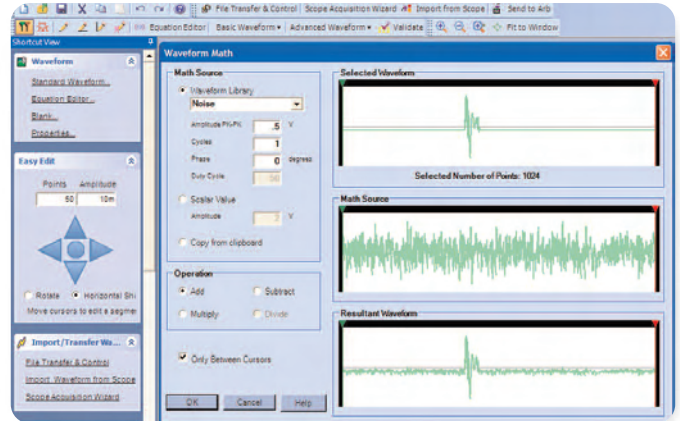 File Transfer & Control Scope Acquisition Wizard Import from Scope Send to Arb
Equation Editor Basic Waveform Advanced Waveform Validate Fit to Window
Shortcut View
Waveform
Standard Waveform...
Equation Editor...
Blank...
Properties...
Easy Edit
Points Amplitude
50 10m
Rotate Horizontal Shi
Move cursors to edit a segmen
Import/Transfer Wa...
File Transfer & Control
Import Waveform from Scope
Scope Acquisition Wizard
Waveform Math
Math Source
Waveform Library
Noise
Amplitude PK-PK .5 V
Cycles 1
Phase 0 degrees
Duty Cycle 50
Scalar Value
Amplitude V
Copy from clipboard
Operation
Add Subtract
Multiply Divide
Only Between Cursors
OK Cancel Help
Selected Waveform
Selected Number of Points: 1024
Math Source
Resultant Waveform